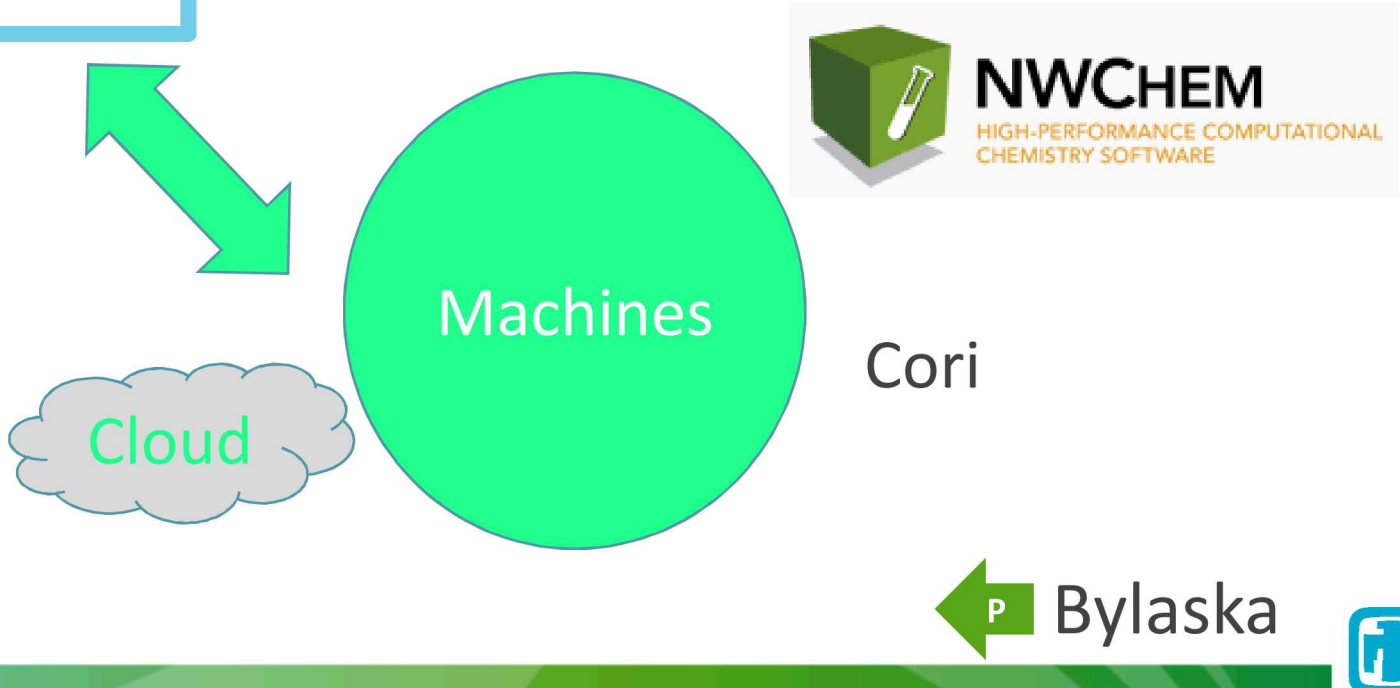 NWCHEM
HIGH-PERFORMANCE COMPUTATIONAL
CHEMISTRY SOFTWARE
Machines
Cori
Cloud
P
Bylaska